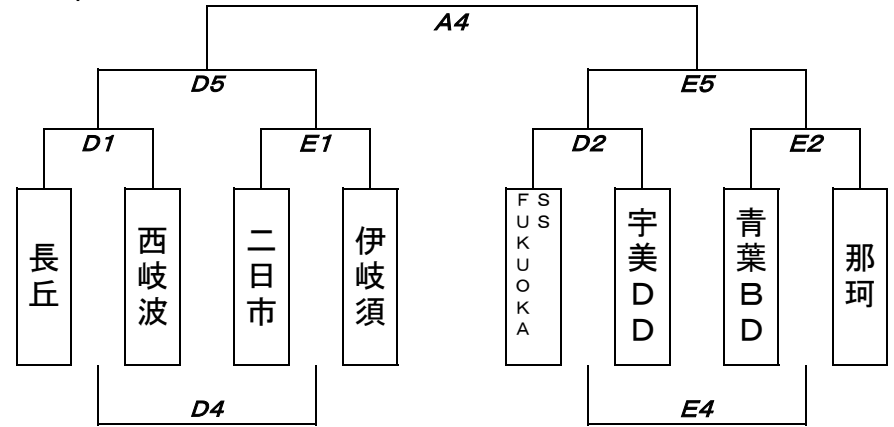 A4
D5
E5
D1
E1
D2
E2
長丘
西岐波
二日市
伊岐須
SS
FUKUOKA
宇美DD
青葉BD
那珂
D4
E4